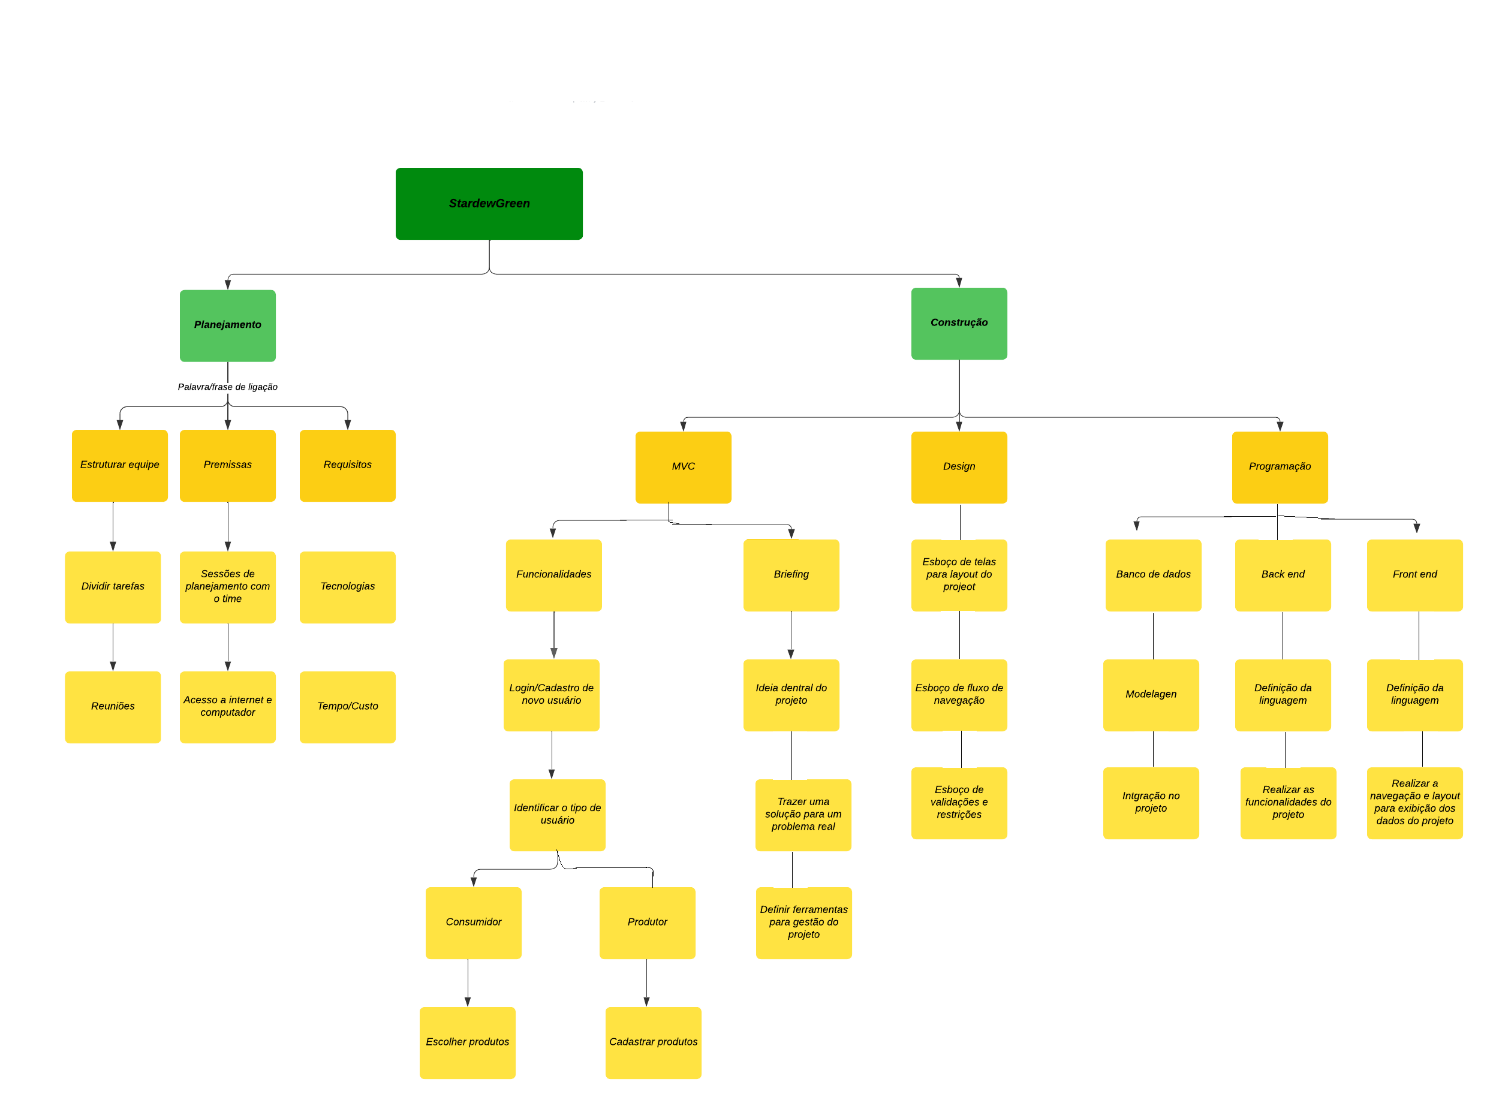 StardewGreen
Planejamento
Construção
Palavra/frase de ligação
Estruturar equipe
Premissas
Requisitos
MVC
Design
Programação
Dividir tarefas
Sessões de
planejamento com
o time
Tecnologias
Funcionalidades
Briefing
Esboço de telas
para layout do
projeot
Banco de dados
Back end
Front end
Reuniões
Acesso a internet e
computador
Tempo/Custo
Login/Cadastro de
novo usuário
Ideia dentral do
projeto
Esboço de fluxo de
navegação
Modelagen
Definição da
linguagem
Definição da
linguagem
Identificar o tipo de
usuário
Trazer uma
solução para um
problema real
Esboço de
validações e
restrições
Intgração no
projeto
Realizar as
funcionalidades do
projeto
Realizar a
navegação e layout
para exibição dos
dados do projeto
Consumidor
Produtor
Definir ferramentas
para gestão do
projeto
Escolher produtos
Cadastrar produtos